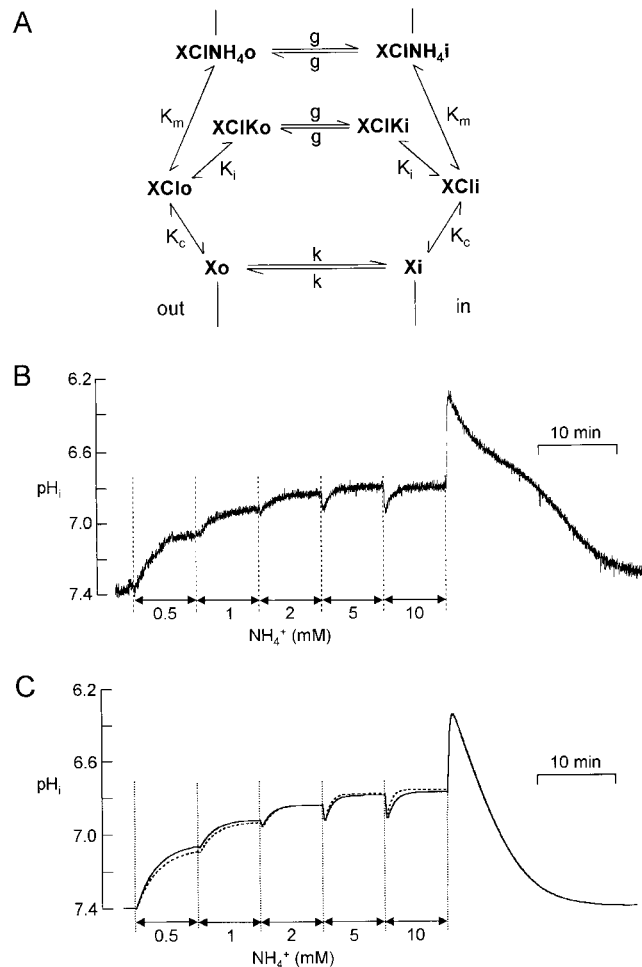 A
XClNH₄o g g XClNH₄i
Kₘ XClKo g g XClKi Kₘ
Kᵢ Kᵢ
XClo XCli
K꜀ K꜀
Xo k k Xi
out in
B
6.2
6.6
pHᵢ
7.0
7.4
10 min
0.5 1 2 5 10
NH₄⁺ (mM)
C
6.2
6.6
pHᵢ
7.0
7.4
10 min
0.5 1 2 5 10
NH₄⁺ (mM)